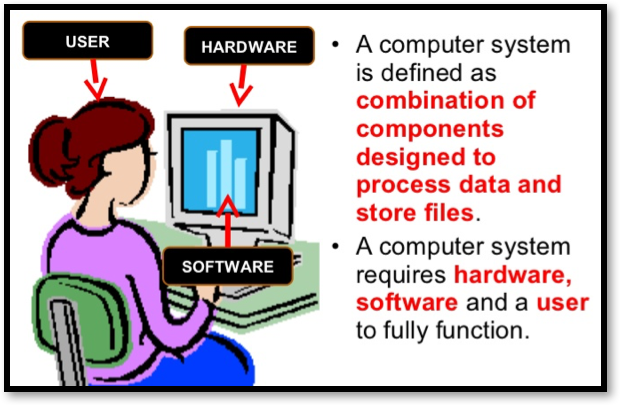 USER
HARDWARE
SOFTWARE
• A computer system
is defined as
combination of
components
designed to
process data and
store files.
• A computer system
requires hardware,
software and a user
to fully function.